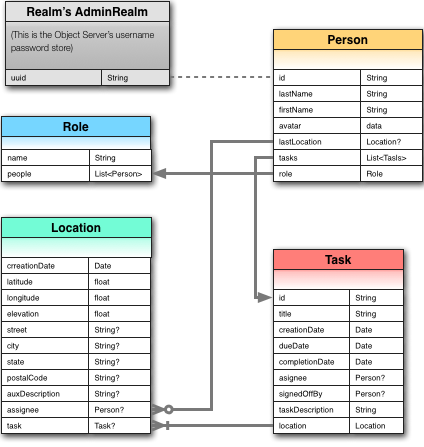 Realm's AdminRealm
(This is the Object Server's username
password store)
uuid String
Person
id String
lastName String
firstName String
avatar data
lastLocation Location?
tasks List<Tasls>
role Role
Role
name String
people List<Person>
Location
crreationDate Date
latitude float
longitude float
elevation float
street String?
city String?
state String?
postalCode String?
auxDescription String?
assignee Person?
task Task?
Task
id String
title String
creationDate Date
dueDate Date
completionDate Date
asignee Person?
signedOffBy Person?
taskDescription String
location Location